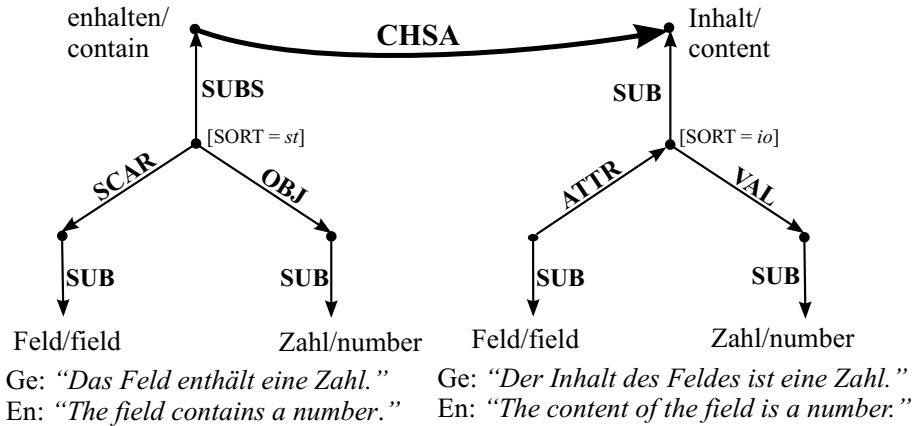 enhalten/
contain
CHSA
Inhalt/
content
SUBS
SUB
[SORT = st]
[SORT = io]
SCAR
OBJ
ATTR
VAL
SUB
SUB
SUB
SUB
Feld/field
Zahl/number
Feld/field
Zahl/number
Ge: “Das Feld enthält eine Zahl.”
En: “The field contains a number.”
Ge: “Der Inhalt des Feldes ist eine Zahl.”
En: “The content of the field is a number.”